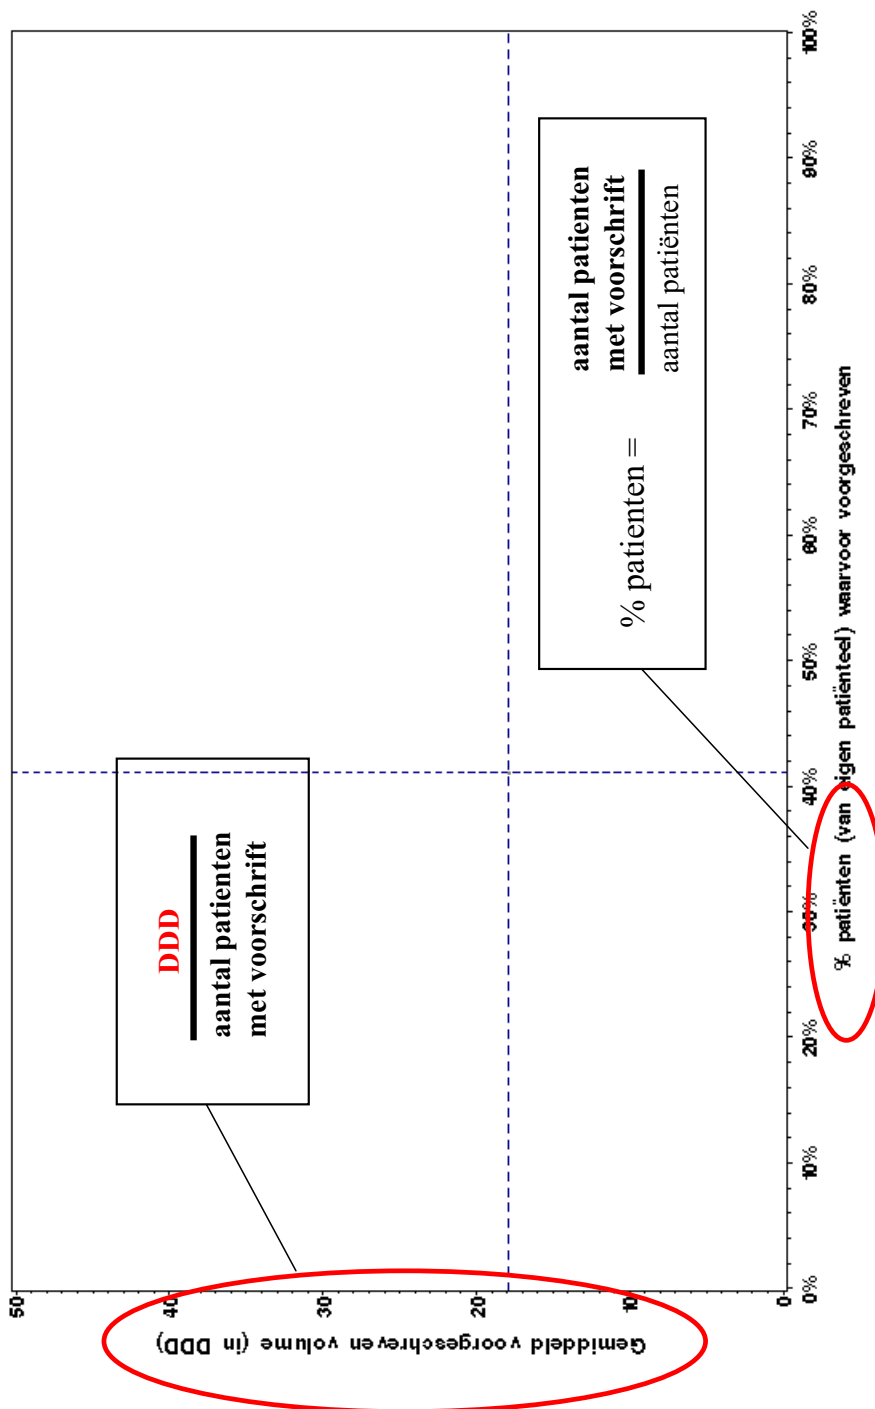 50
40
30
20
10
0
Gemiddeld voorgeschreven volume (in DDD)
DDD
aantal patienten
met voorschrift
% patienten =
aantal patienten
met voorschrift
aantal patiënten
0%
10%
20%
30%
40%
50%
60%
70%
80%
90%
100%
% patiënten (van eigen patiënteel) waarvoor voorgeschreven